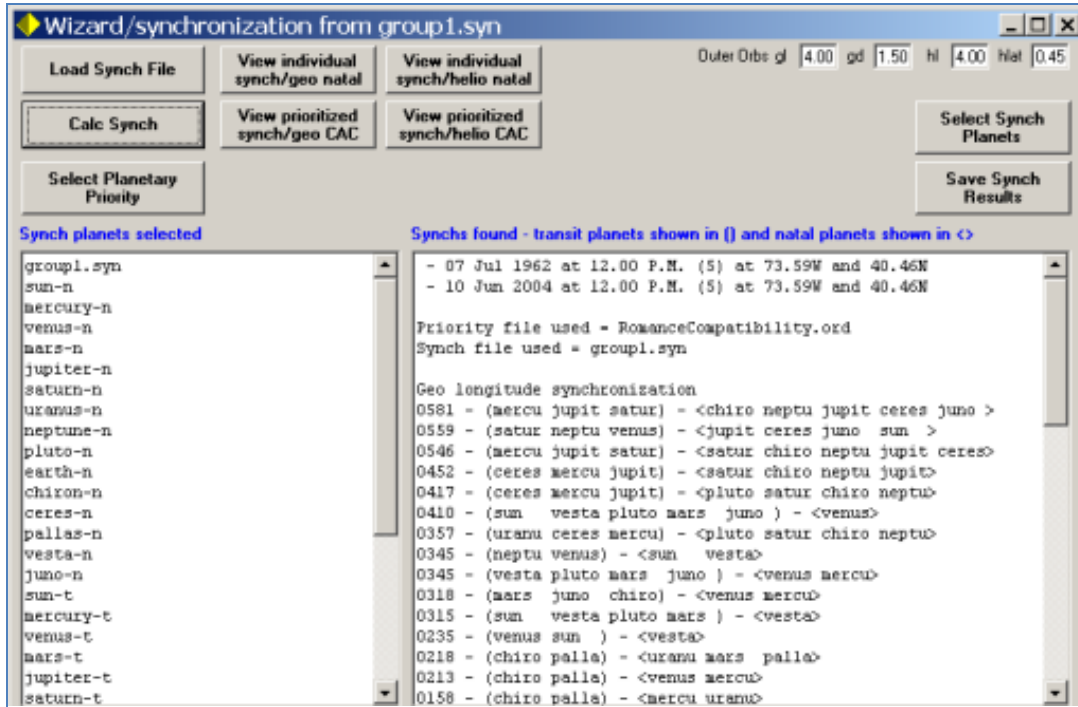 Wizard/synchronization from group1.syn
Load Synch File
View individual
synch/geo natal
View individual
synch/helio natal
Outer Orbs gl 4.00 gd 1.50 hl 4.00 hlat 0.45
Calc Synch
View prioritized
synch/geo CAC
View prioritized
synch/helio CAC
Select Synch
Planets
Select Planetary
Priority
Save Synch
Results
Synch planets selected
group1.syn
sun-n
mercury-n
venus-n
mars-n
jupiter-n
saturn-n
uranus-n
neptune-n
pluto-n
earth-n
chiron-n
ceres-n
pallas-n
vesta-n
juno-n
sun-t
mercury-t
venus-t
mars-t
jupiter-t
saturn-t
Synchs found - transit planets shown in () and natal planets shown in <>
- 07 Jul 1962 at 12.00 P.M. (5) at 73.59W and 40.46N
- 10 Jun 2004 at 12.00 P.M. (5) at 73.59W and 40.46N
Priority file used = RomanceCompatibility.ord
Synch file used = group1.syn
Geo longitude synchronization
0581 - (mercu jupit satur) - <chiro neptu jupit ceres juno >
0559 - (satur neptu venus) - <jupit ceres juno  sun  >
0546 - (mercu jupit satur) - <satur chiro neptu jupit ceres>
0452 - (ceres mercu jupit) - <satur chiro neptu jupit>
0417 - (ceres mercu jupit) - <pluto satur chiro neptu>
0410 - (sun   vesta pluto mars  juno ) - <venus>
0357 - (uranu ceres mercu) - <pluto satur chiro neptu>
0345 - (neptu venus) - <sun   vesta>
0345 - (vesta pluto mars  juno ) - <venus mercu>
0318 - (mars  juno  chiro) - <venus mercu>
0315 - (sun   vesta pluto mars ) - <vesta>
0235 - (venus sun  ) - <vesta>
0218 - (chiro palla) - <uranu mars  palla>
0213 - (chiro palla) - <venus mercu>
0158 - (chiro palla) - <mercu uranu>